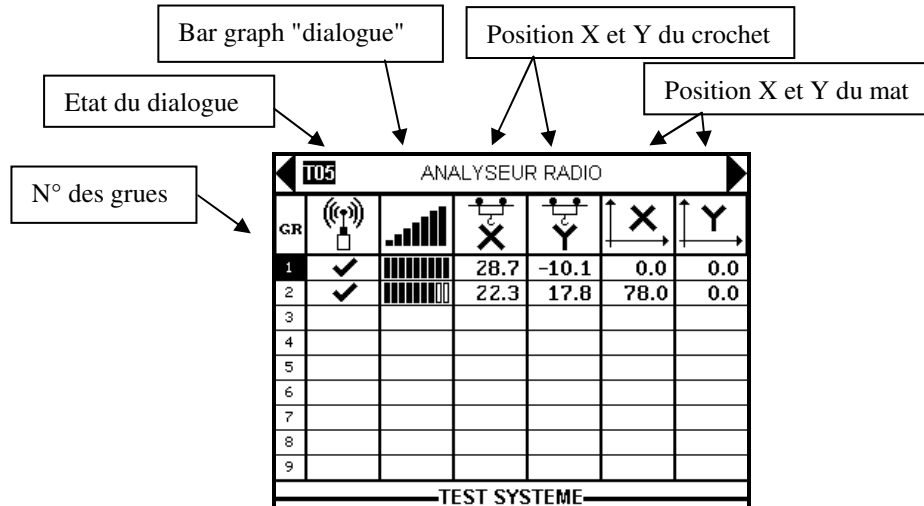 Bar graph "dialogue"
Position X et Y du crochet
Etat du dialogue
Position X et Y du mat
N° des grues
T05 ANALYSEUR RADIO
GR X Y X Y
1 28.7 -10.1 0.0 0.0
2 22.3 17.8 78.0 0.0
3
4
5
6
7
8
9
TEST SYSTEME